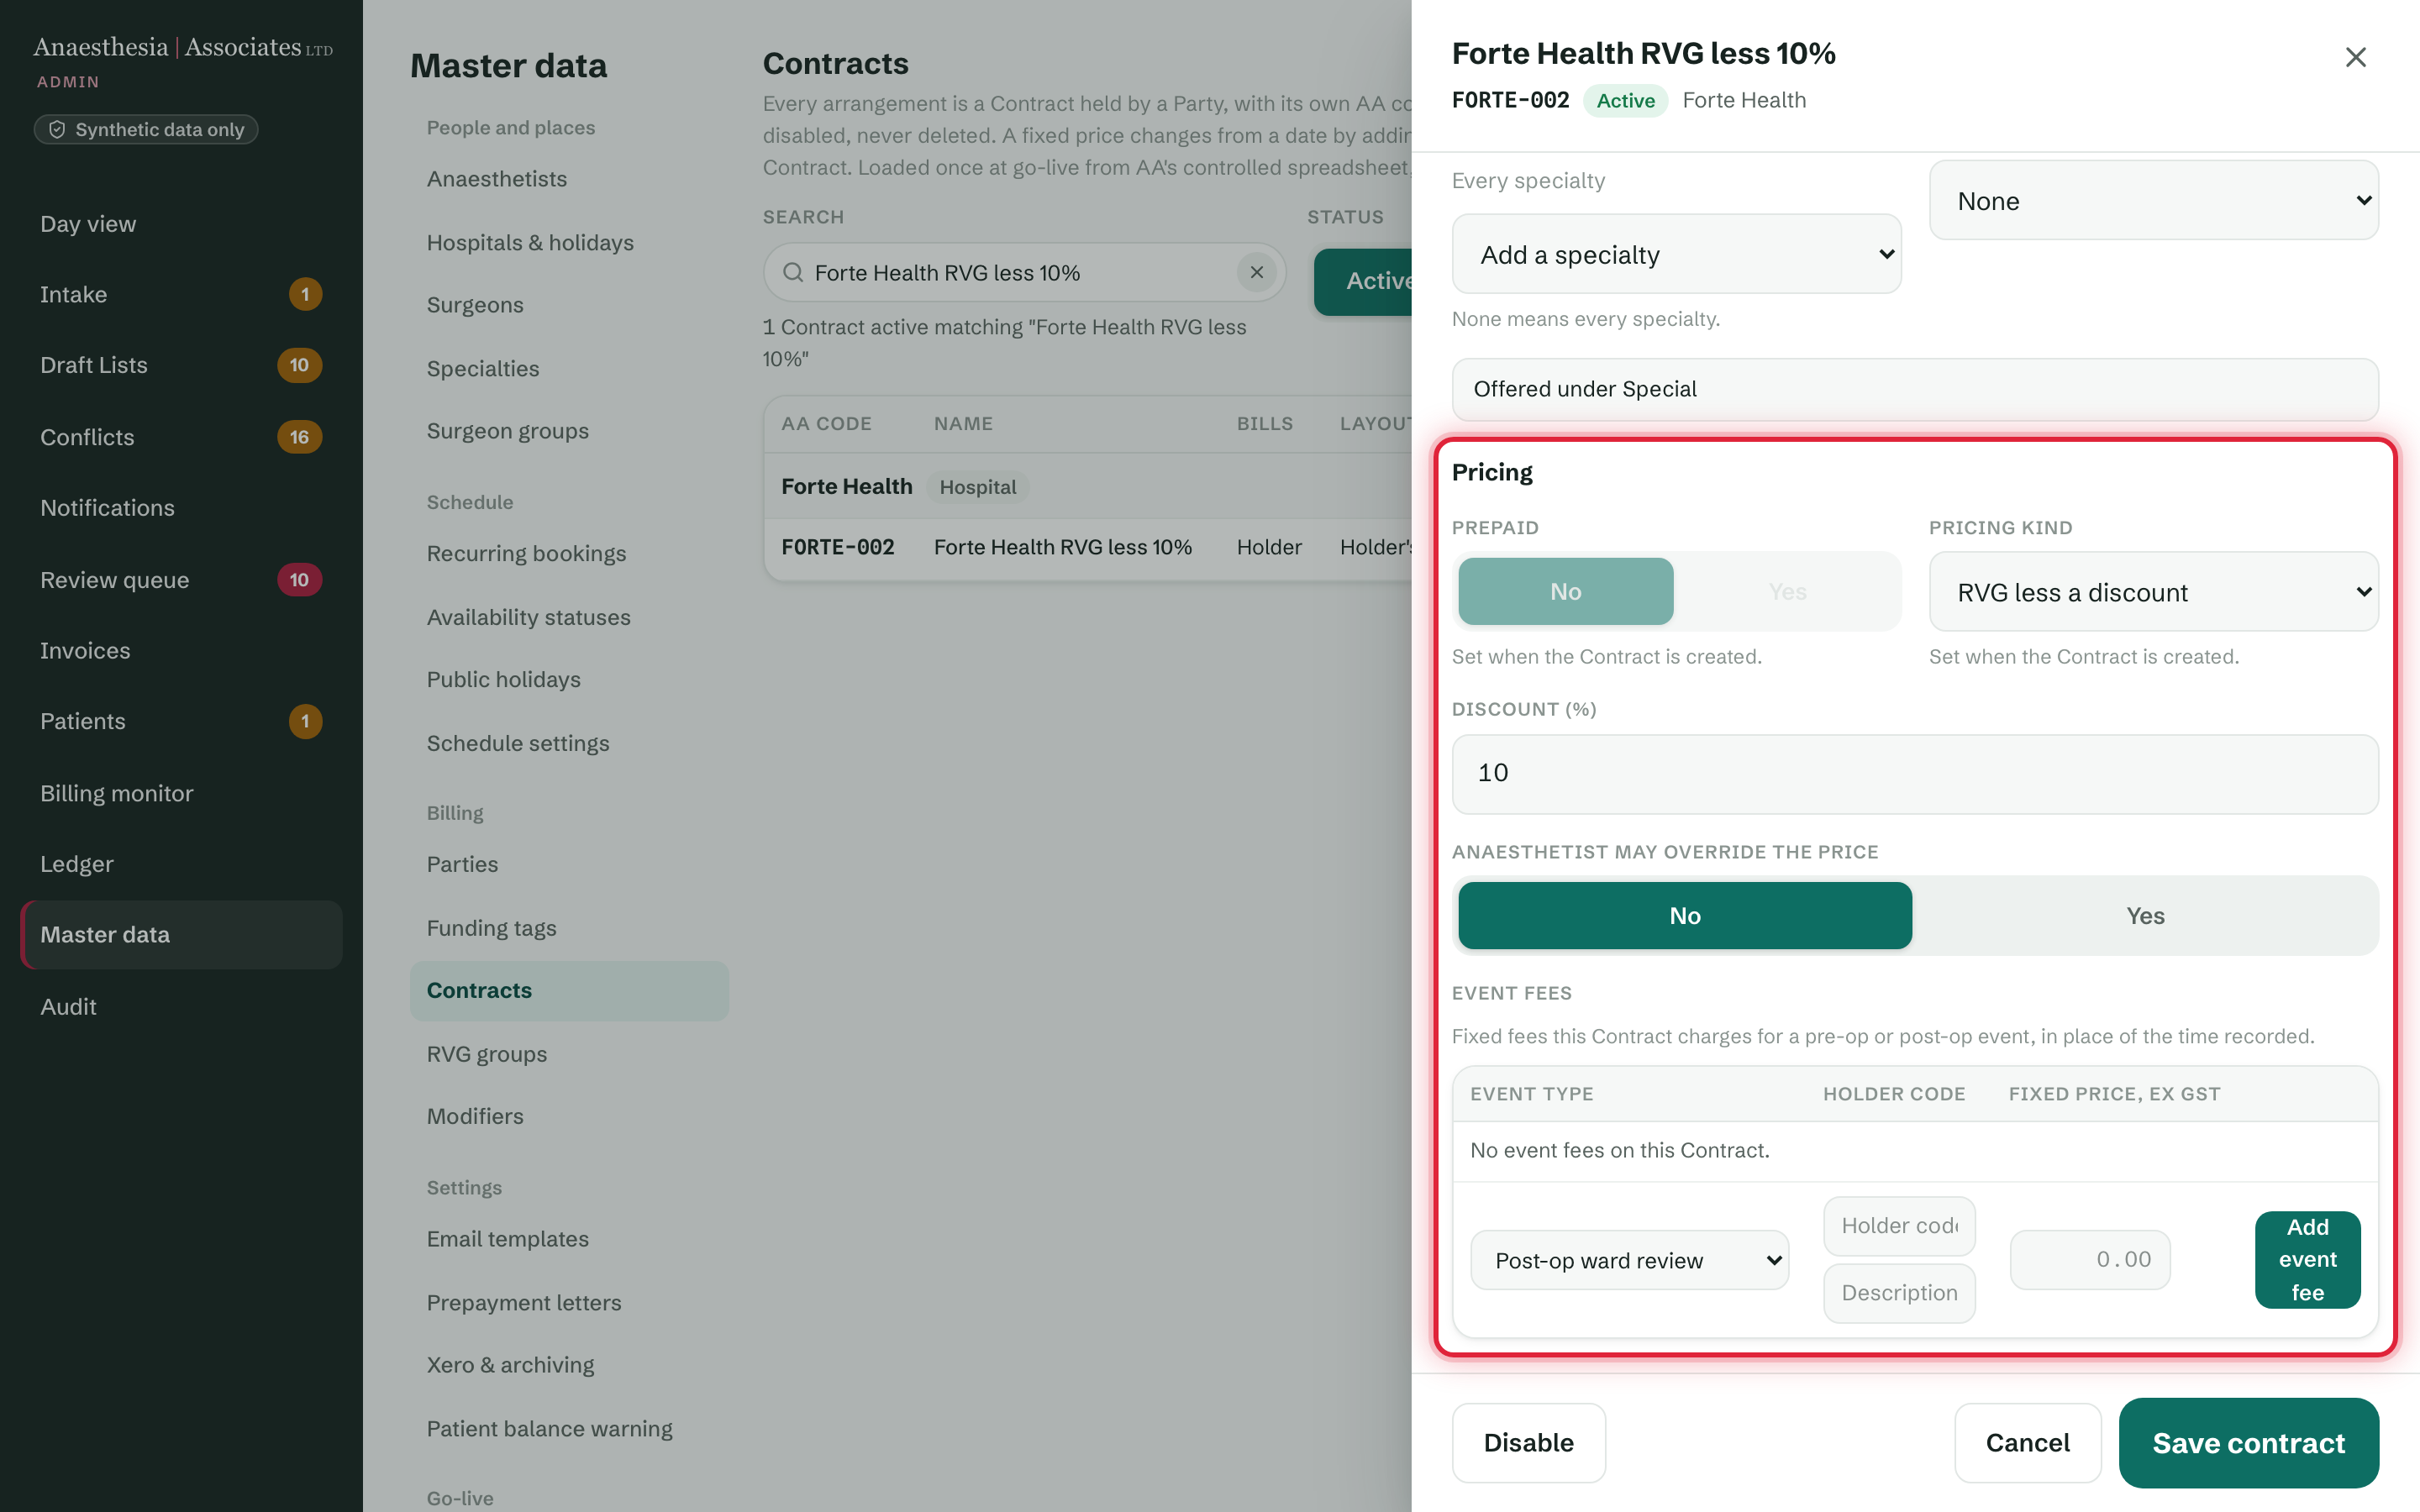 Anaesthesia | Associates LTD
ADMIN
Synthetic data only
Day view
Intake 1
Draft Lists 10
Conflicts 16
Notifications
Review queue 10
Invoices
Patients 1
Billing monitor
Ledger
Master data
Audit
Master data
People and places
Anaesthetists
Hospitals & holidays
Surgeons
Specialties
Surgeon groups
Schedule
Recurring bookings
Availability statuses
Public holidays
Schedule settings
Billing
Parties
Funding tags
Contracts
RVG groups
Modifiers
Settings
Email templates
Prepayment letters
Xero & archiving
Patient balance warning
Go-live
Contracts
Every arrangement is a Contract held by a Party, with its own AA co
disabled, never deleted. A fixed price changes from a date by addin
Contract. Loaded once at go-live from AA's controlled spreadsheet,
SEARCH STATUS
Forte Health RVG less 10% Active
1 Contract active matching "Forte Health RVG less
10%"
AA CODE NAME BILLS LAYOUT
Forte Health Hospital
FORTE-002 Forte Health RVG less 10% Holder Holder's
Forte Health RVG less 10%
FORTE-002 Active Forte Health
Every specialty
None
Add a specialty
None means every specialty.
Offered under Special
Pricing
PREPAID PRICING KIND
No Yes RVG less a discount
Set when the Contract is created. Set when the Contract is created.
DISCOUNT (%)
10
ANAESTHETIST MAY OVERRIDE THE PRICE
No Yes
EVENT FEES
Fixed fees this Contract charges for a pre-op or post-op event, in place of the time recorded.
EVENT TYPE HOLDER CODE FIXED PRICE, EX GST
No event fees on this Contract.
Post-op ward review
Holder code
Description
0.00
Add
event
fee
Disable Cancel Save contract